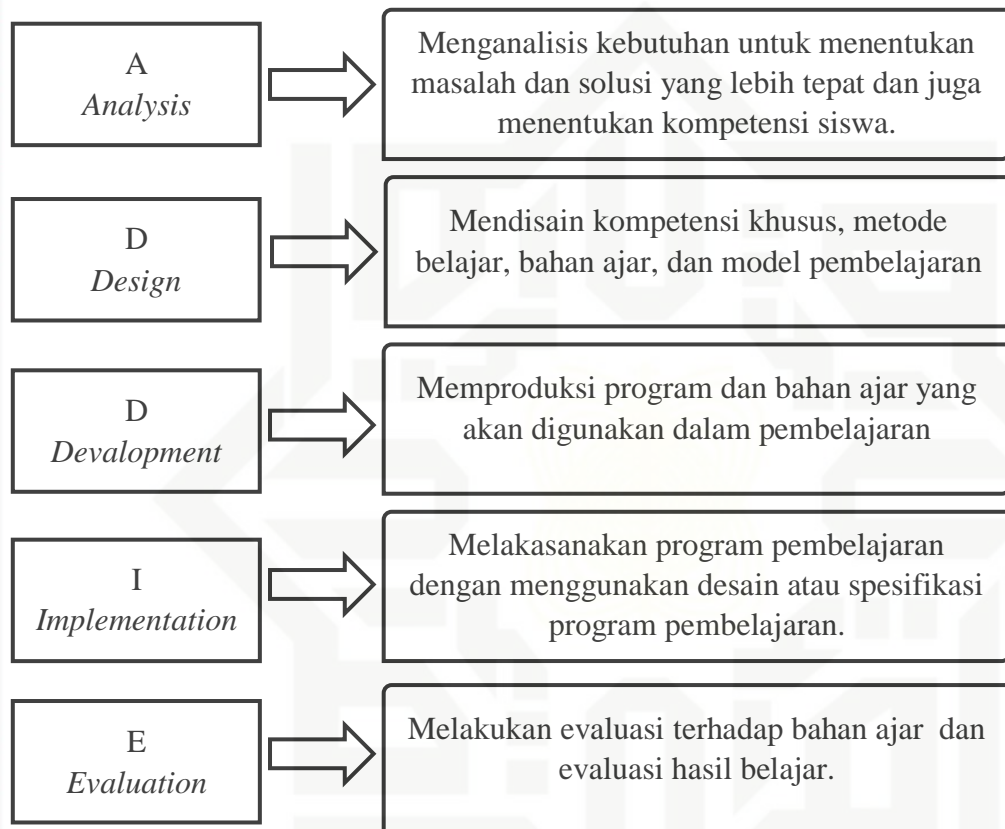 A
Analysis
Menganalisis kebutuhan untuk menentukan
masalah dan solusi yang lebih tepat dan juga
menentukan kompetensi siswa.
D
Design
Mendisain kompetensi khusus, metode
belajar, bahan ajar, dan model pembelajaran
D
Devalopment
Memproduksi program dan bahan ajar yang
akan digunakan dalam pembelajaran
I
Implementation
Melakasanakan program pembelajaran
dengan menggunakan desain atau spesifikasi
program pembelajaran.
E
Evaluation
Melakukan evaluasi terhadap bahan ajar  dan
evaluasi hasil belajar.